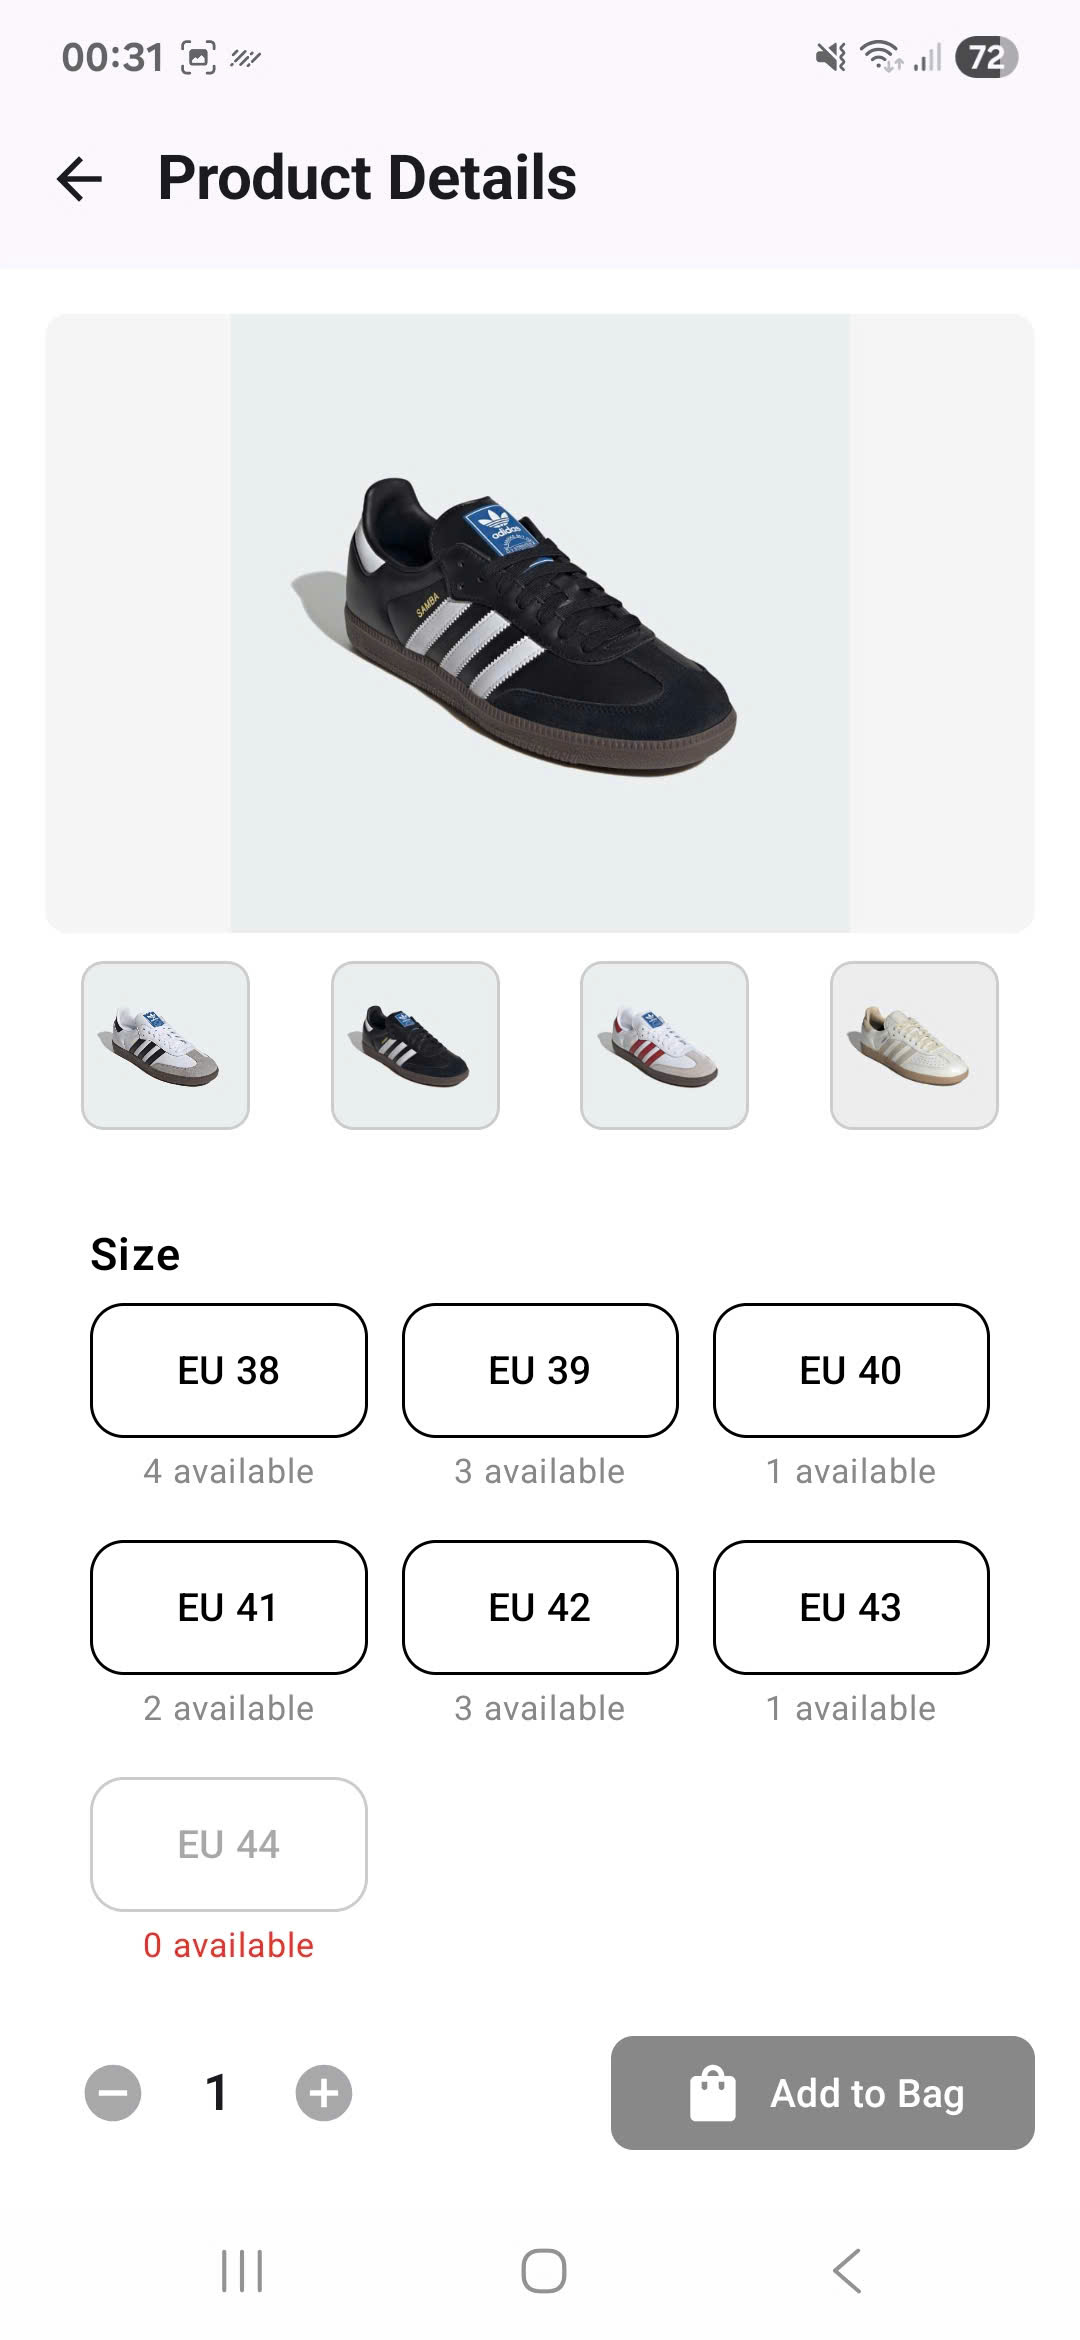 00:31
72
Product Details
adidas
SAMBA
Size
EU 38
EU 39
EU 40
4 available
3 available
1 available
EU 41
EU 42
EU 43
2 available
3 available
1 available
EU 44
0 available
1
Add to Bag